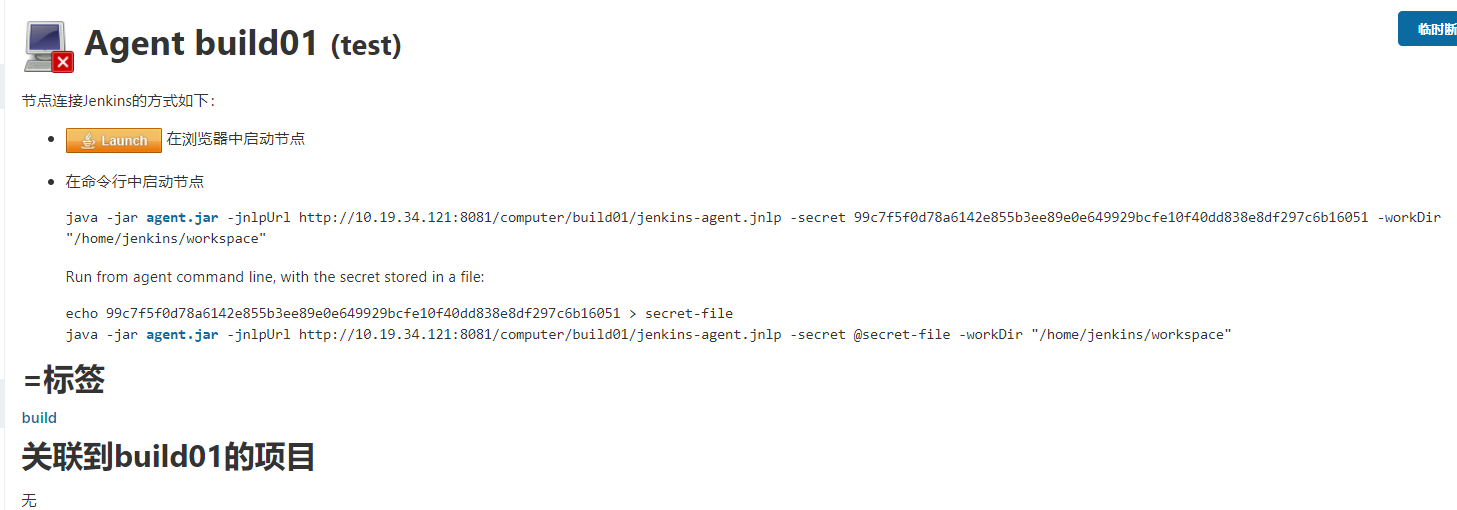 Agent build01 (test)
临时断
节点连接Jenkins的方式如下：
Launch 在浏览器中启动节点
在命令行中启动节点
java -jar agent.jar -jnlpUrl http://10.19.34.121:8081/computer/build01/jenkins-agent.jnlp -secret 99c7f5f0d78a6142e855b3ee89e0e649929bcfe10f40dd838e8df297c6b16051 -workDir
"/home/jenkins/workspace"
Run from agent command line, with the secret stored in a file:
echo 99c7f5f0d78a6142e855b3ee89e0e649929bcfe10f40dd838e8df297c6b16051 > secret-file
java -jar agent.jar -jnlpUrl http://10.19.34.121:8081/computer/build01/jenkins-agent.jnlp -secret @secret-file -workDir "/home/jenkins/workspace"
=标签
build
关联到build01的项目
无